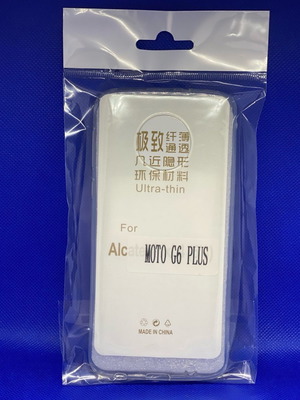 极致纤薄
通透
几近隐形
环保材料
Ultra-thin
For
Alcate
MOTO G6 PLUS
)
MADE IN CHINA